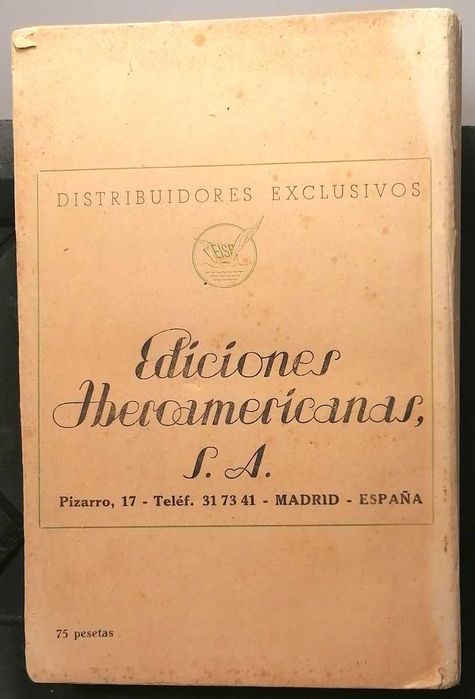 DISTRIBUIDORES EXCLUSIVOS
EISA
Ediciones
Iberoamericanas,
S. A.
Pizarro, 17 - Teléf. 31 73 41 - MADRID - ESPAÑA
75 pesetas